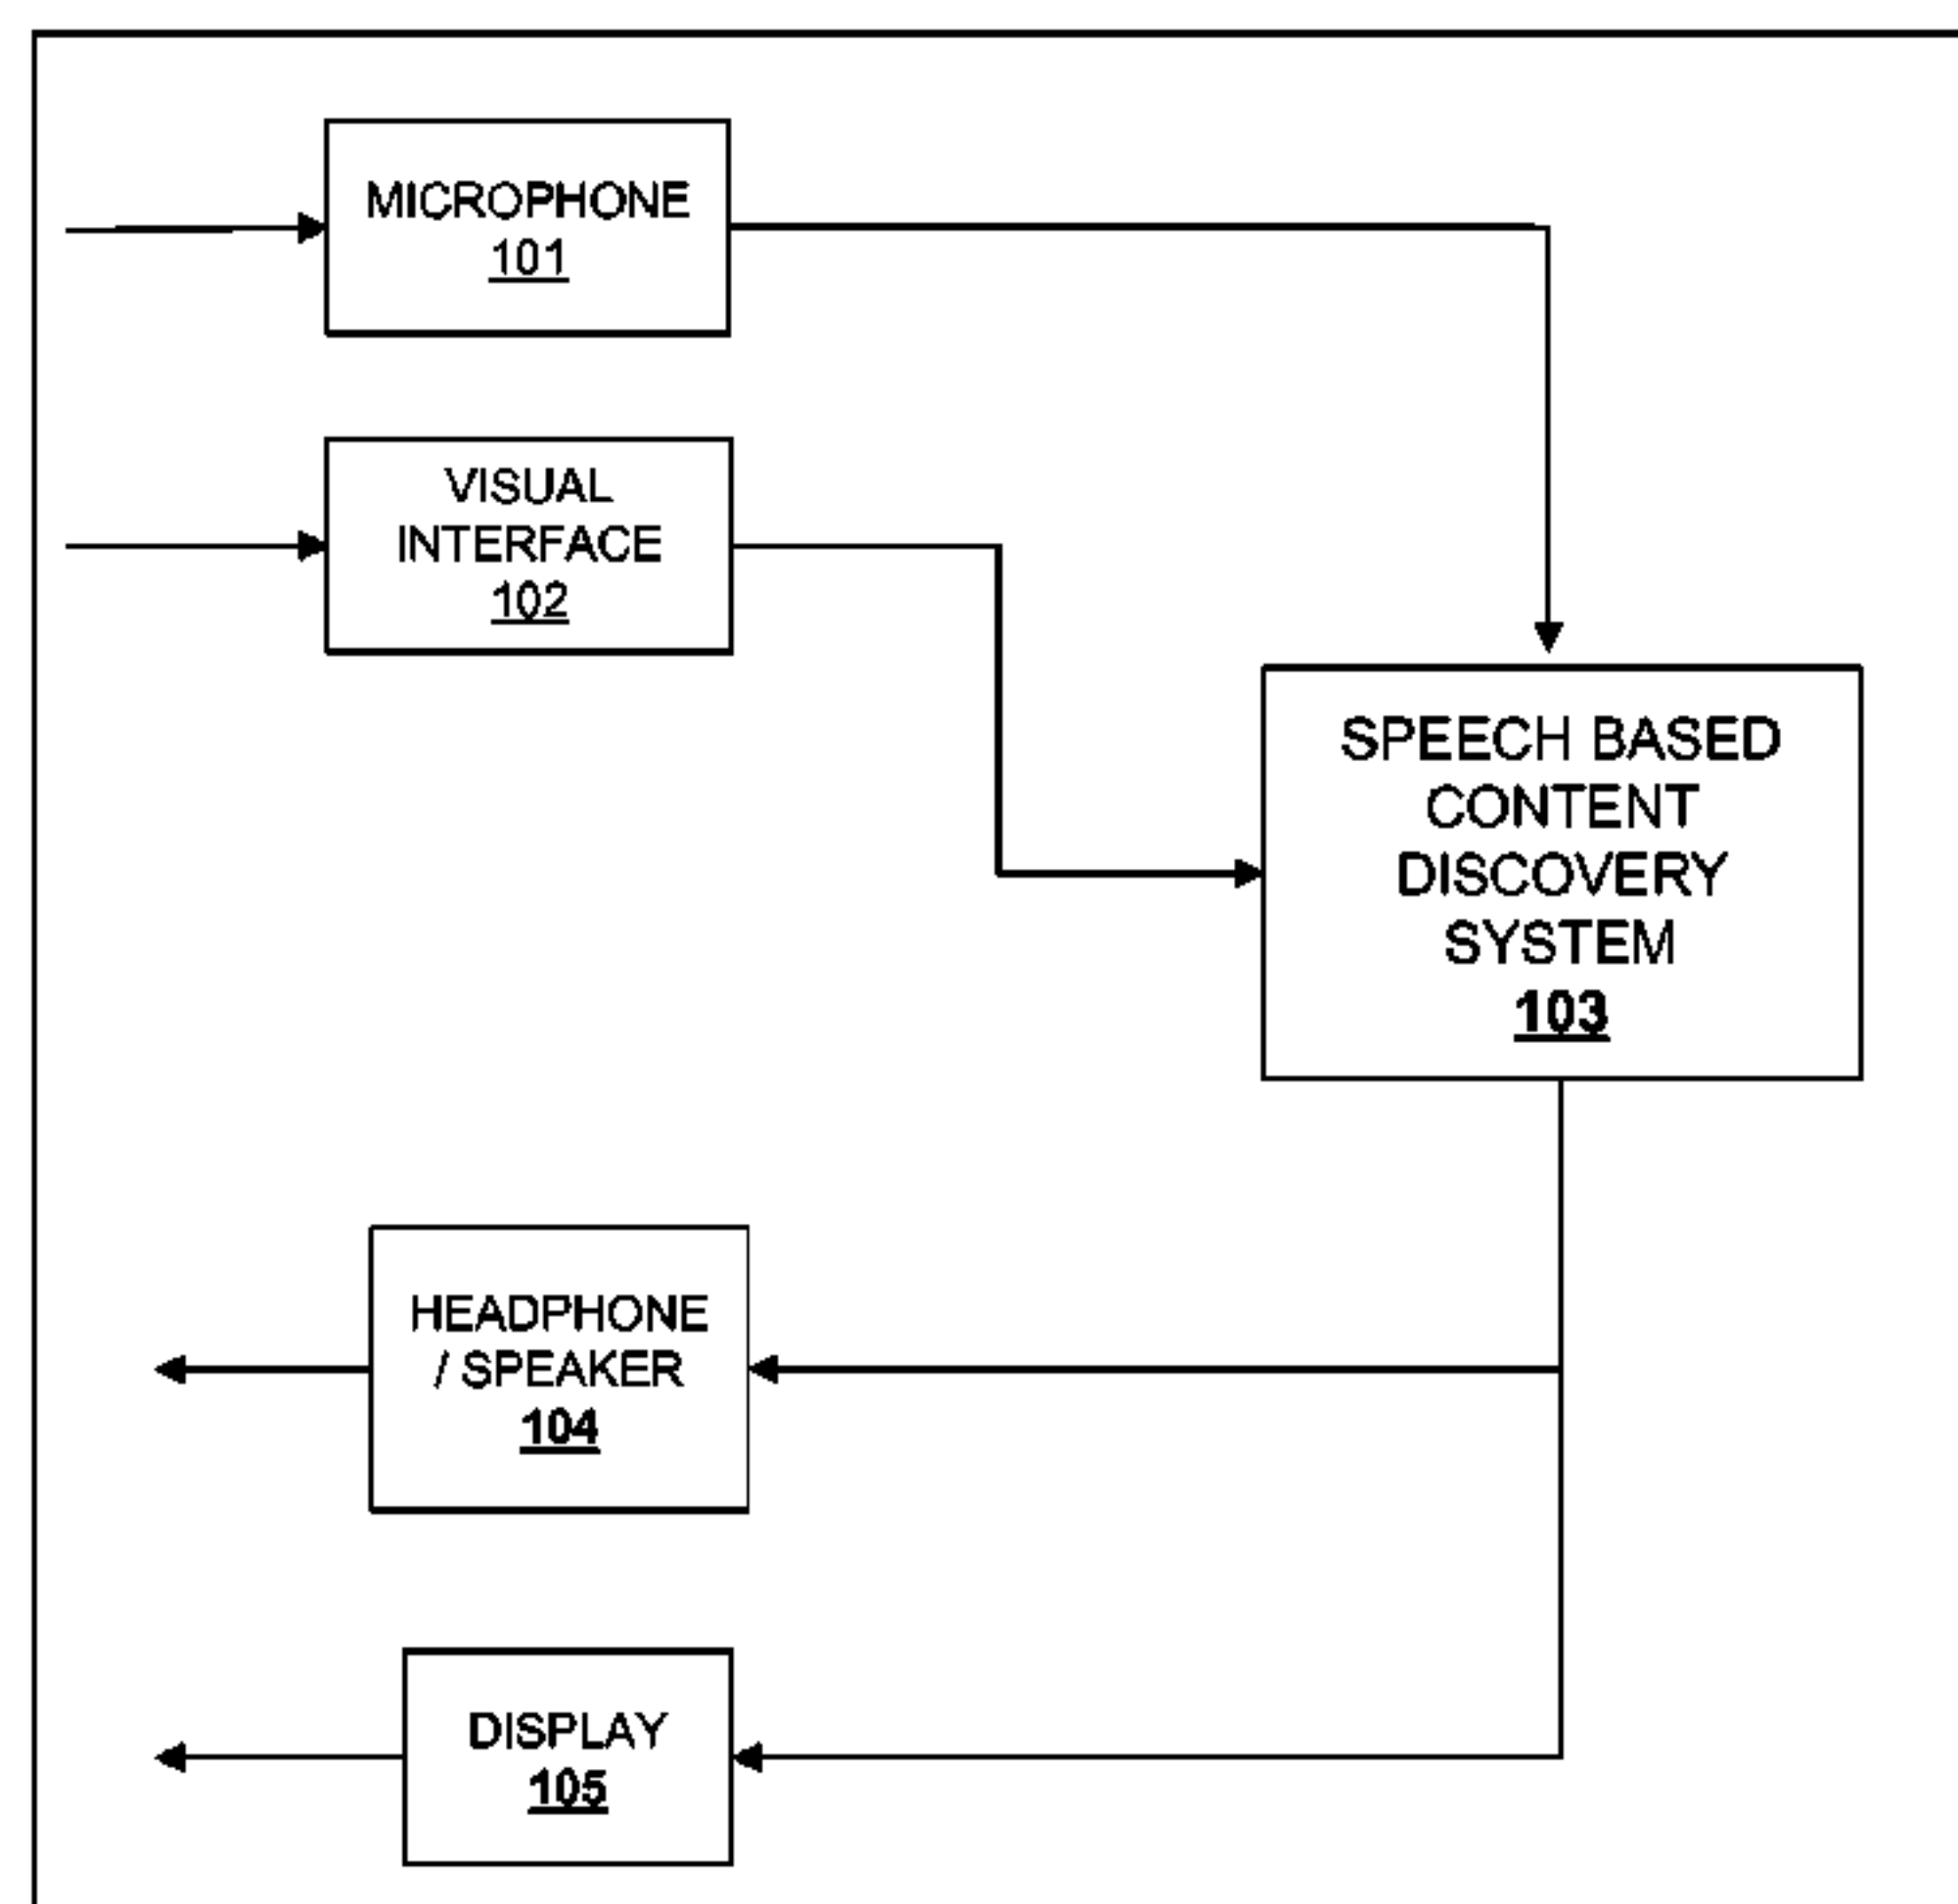 MICROPHONE
101
VISUAL
INTERFACE
102
SPEECH BASED
CONTENT
DISCOVERY
SYSTEM
103
HEADPHONE
/ SPEAKER
104
DISPLAY
105